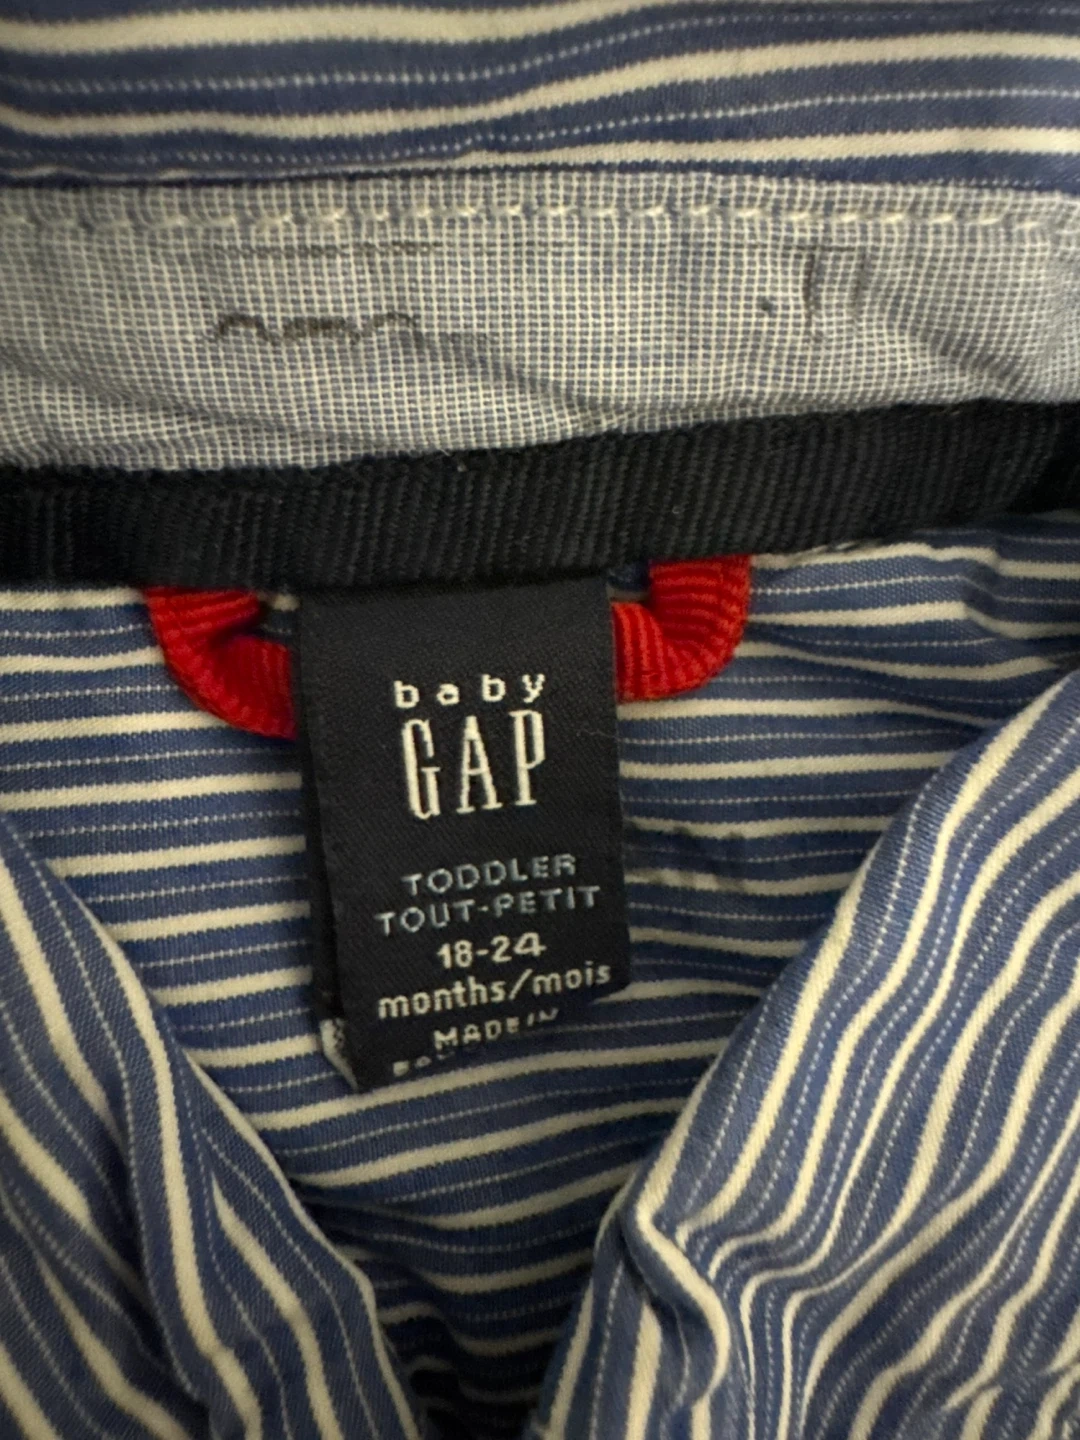 baby
GAP
TODDLER
TOUT-PETIT
18-24
months/mois
MADE IN